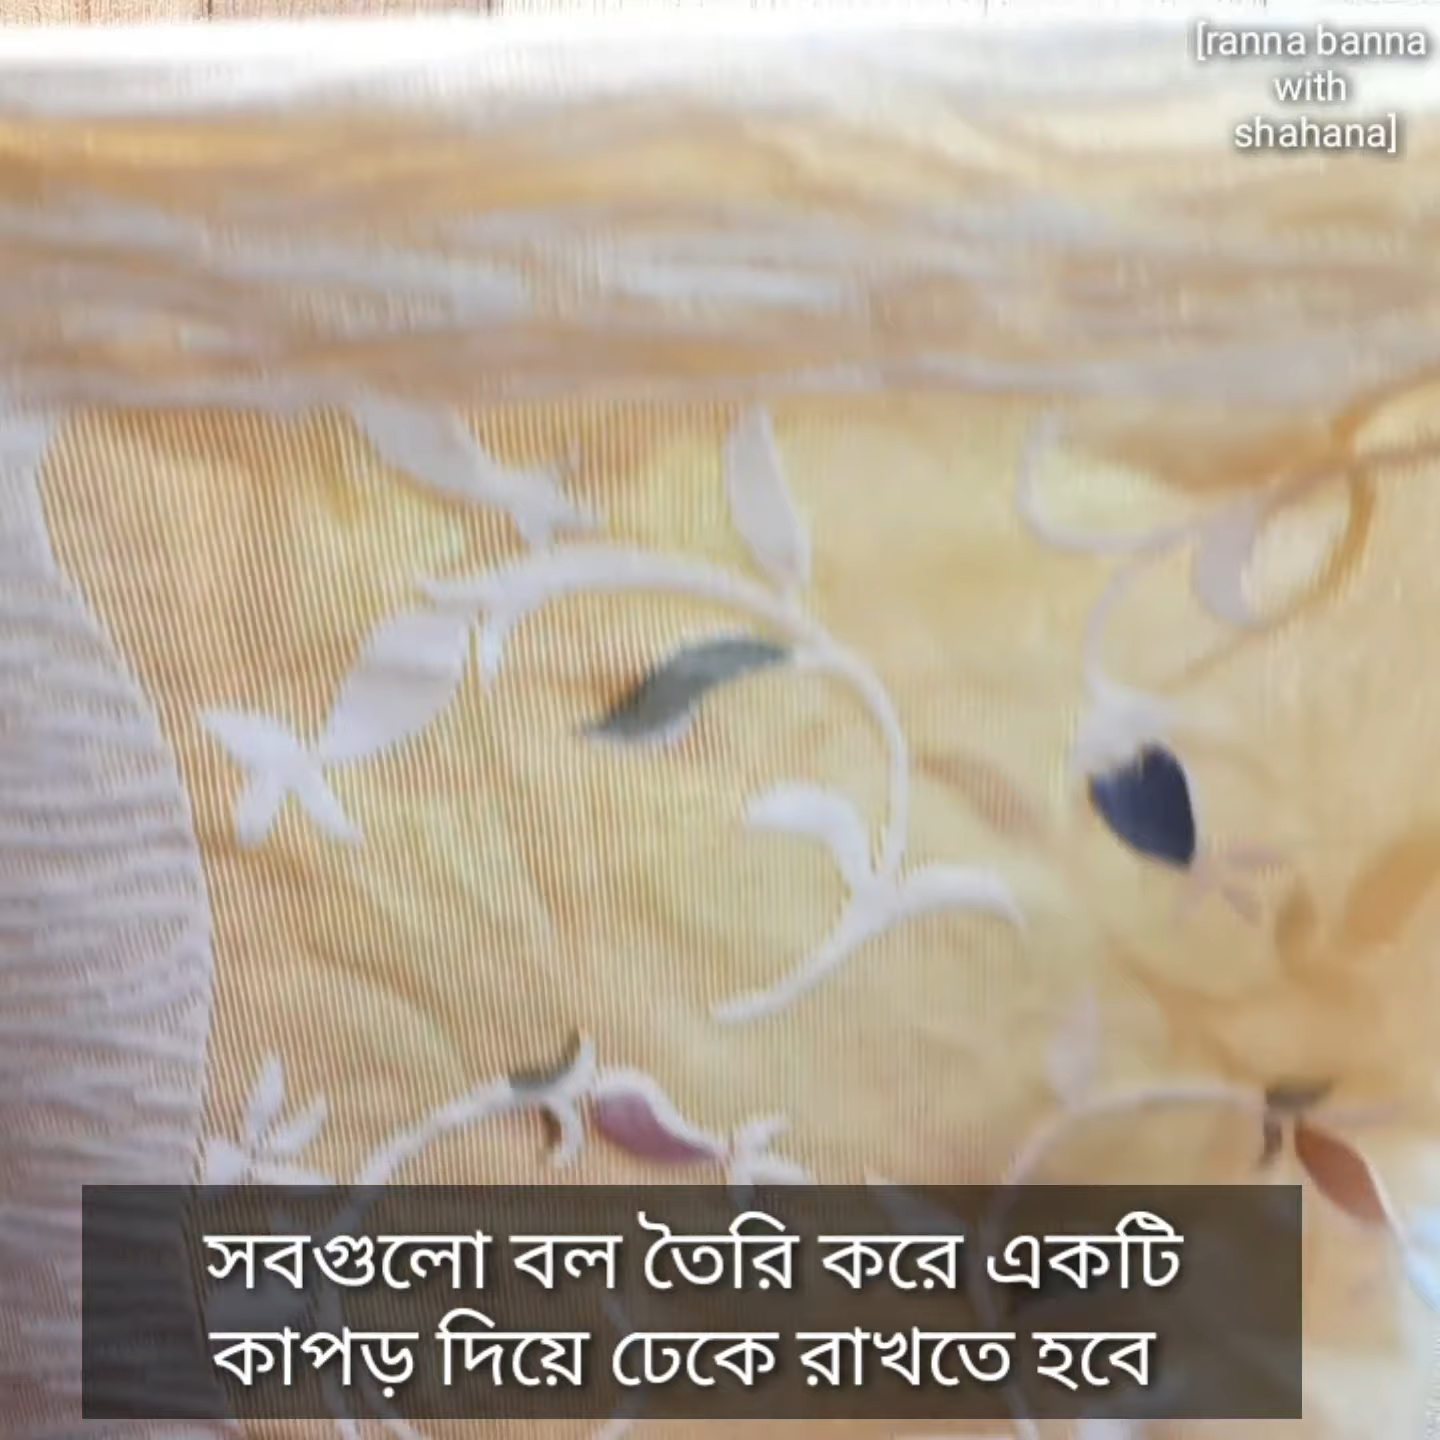 [ranna banna
with
shahana]
সবগুলো বল তৈরি করে একটি
কাপড় দিয়ে ঢেকে রাখতে হবে